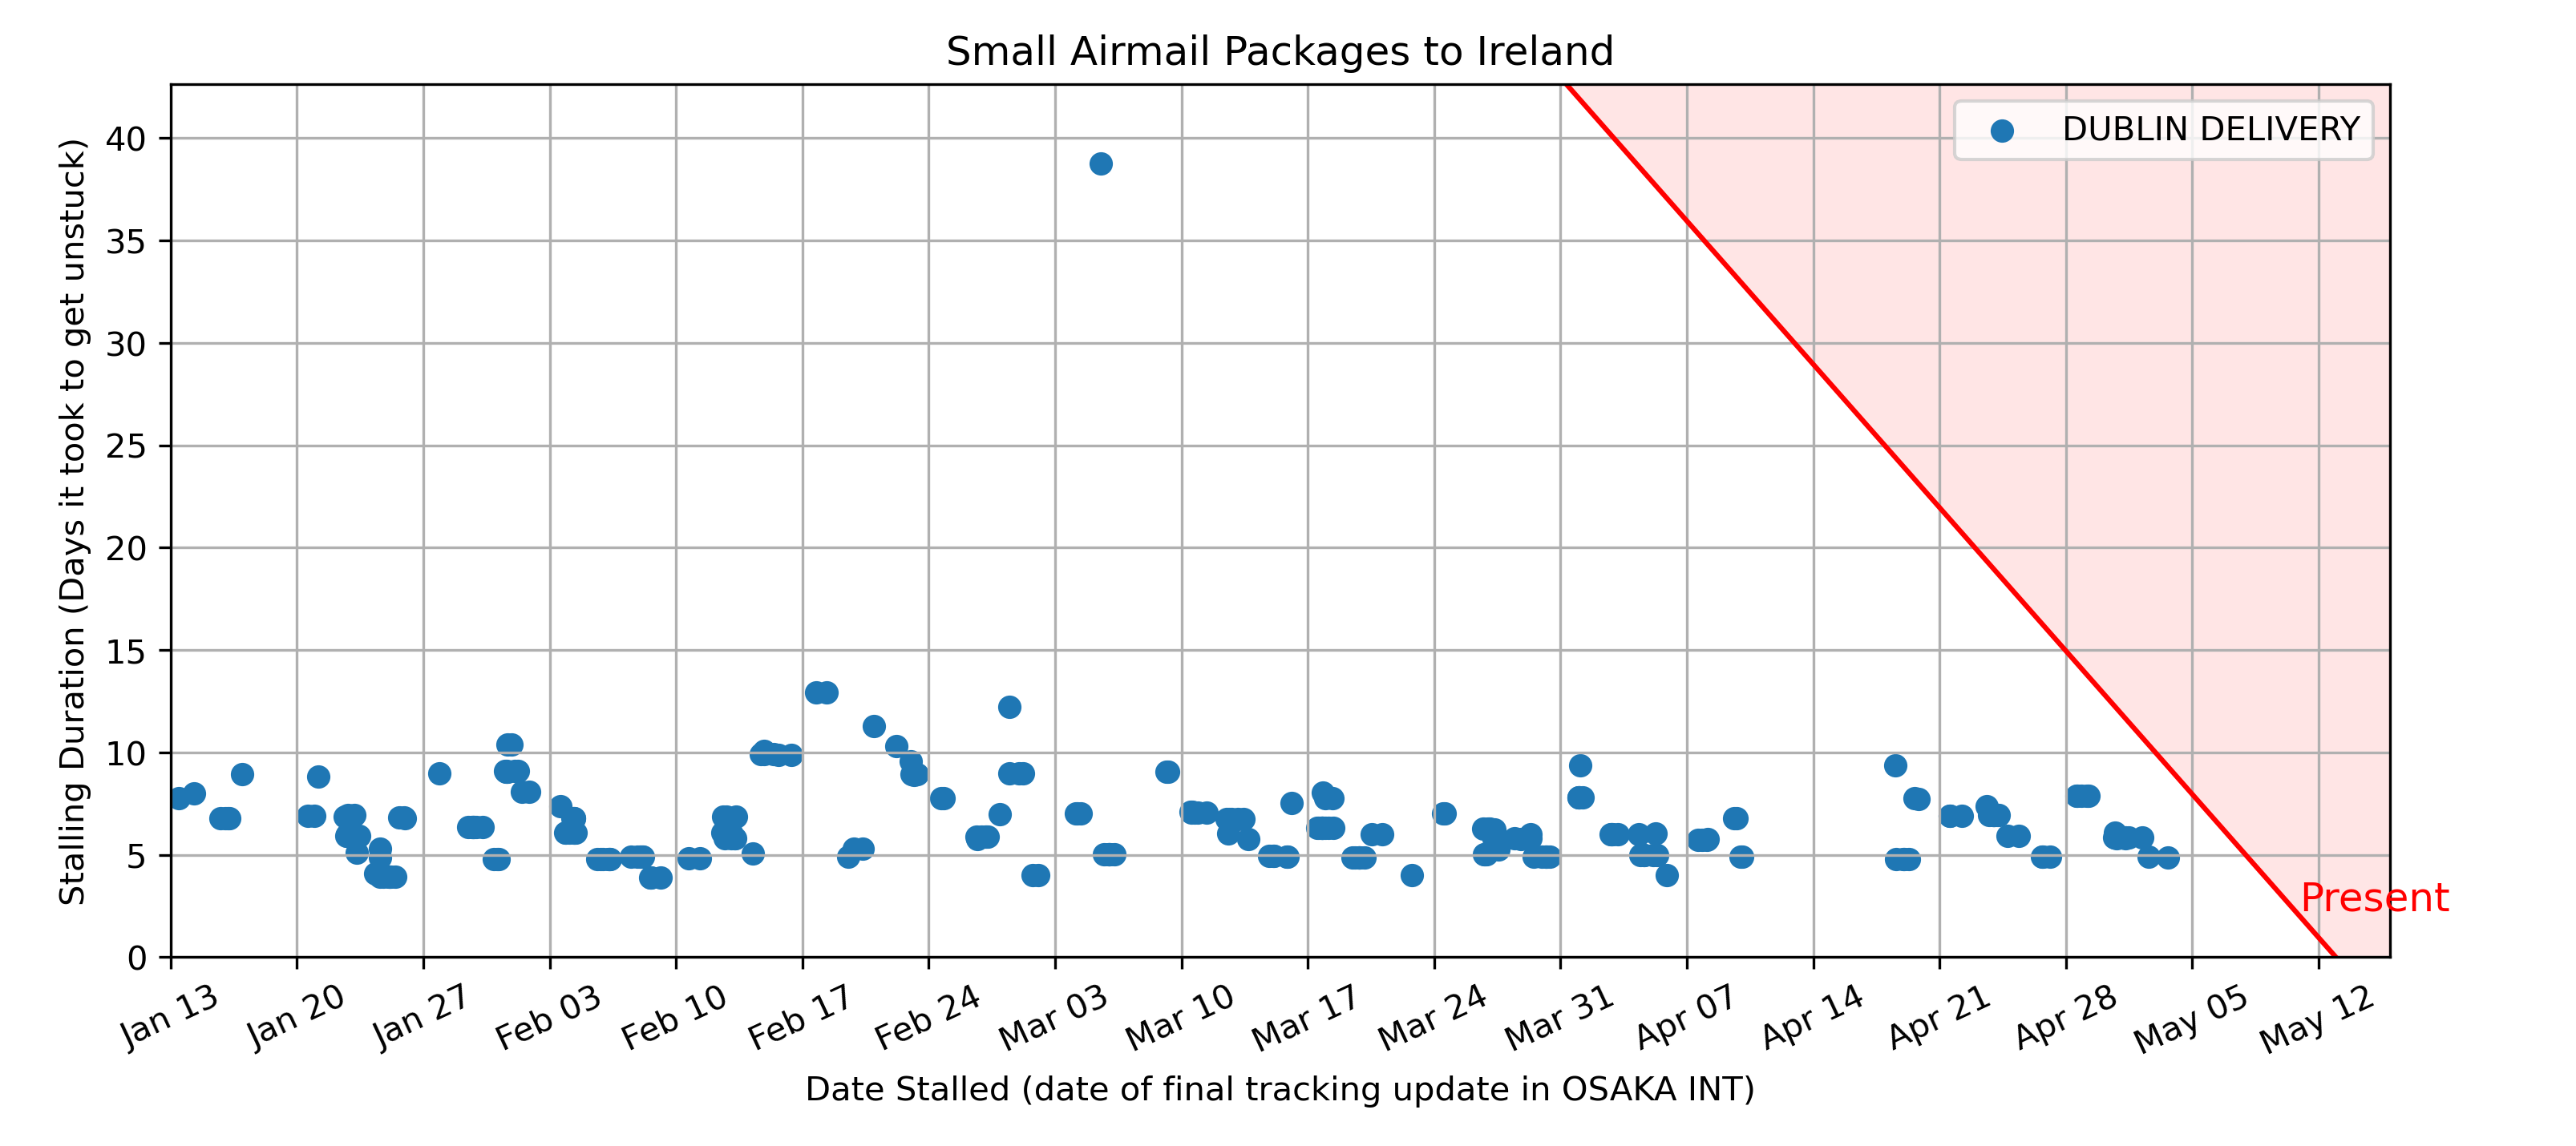 Small Airmail Packages to Ireland
DUBLIN DELIVERY
Stalling Duration (Days it took to get unstuck)
40
35
30
25
20
15
10
5
0
Present
Jan 13
Jan 20
Jan 27
Feb 03
Feb 10
Feb 17
Feb 24
Mar 03
Mar 10
Mar 17
Mar 24
Mar 31
Apr 07
Apr 14
Apr 21
Apr 28
May 05
May 12
Date Stalled (date of final tracking update in OSAKA INT)